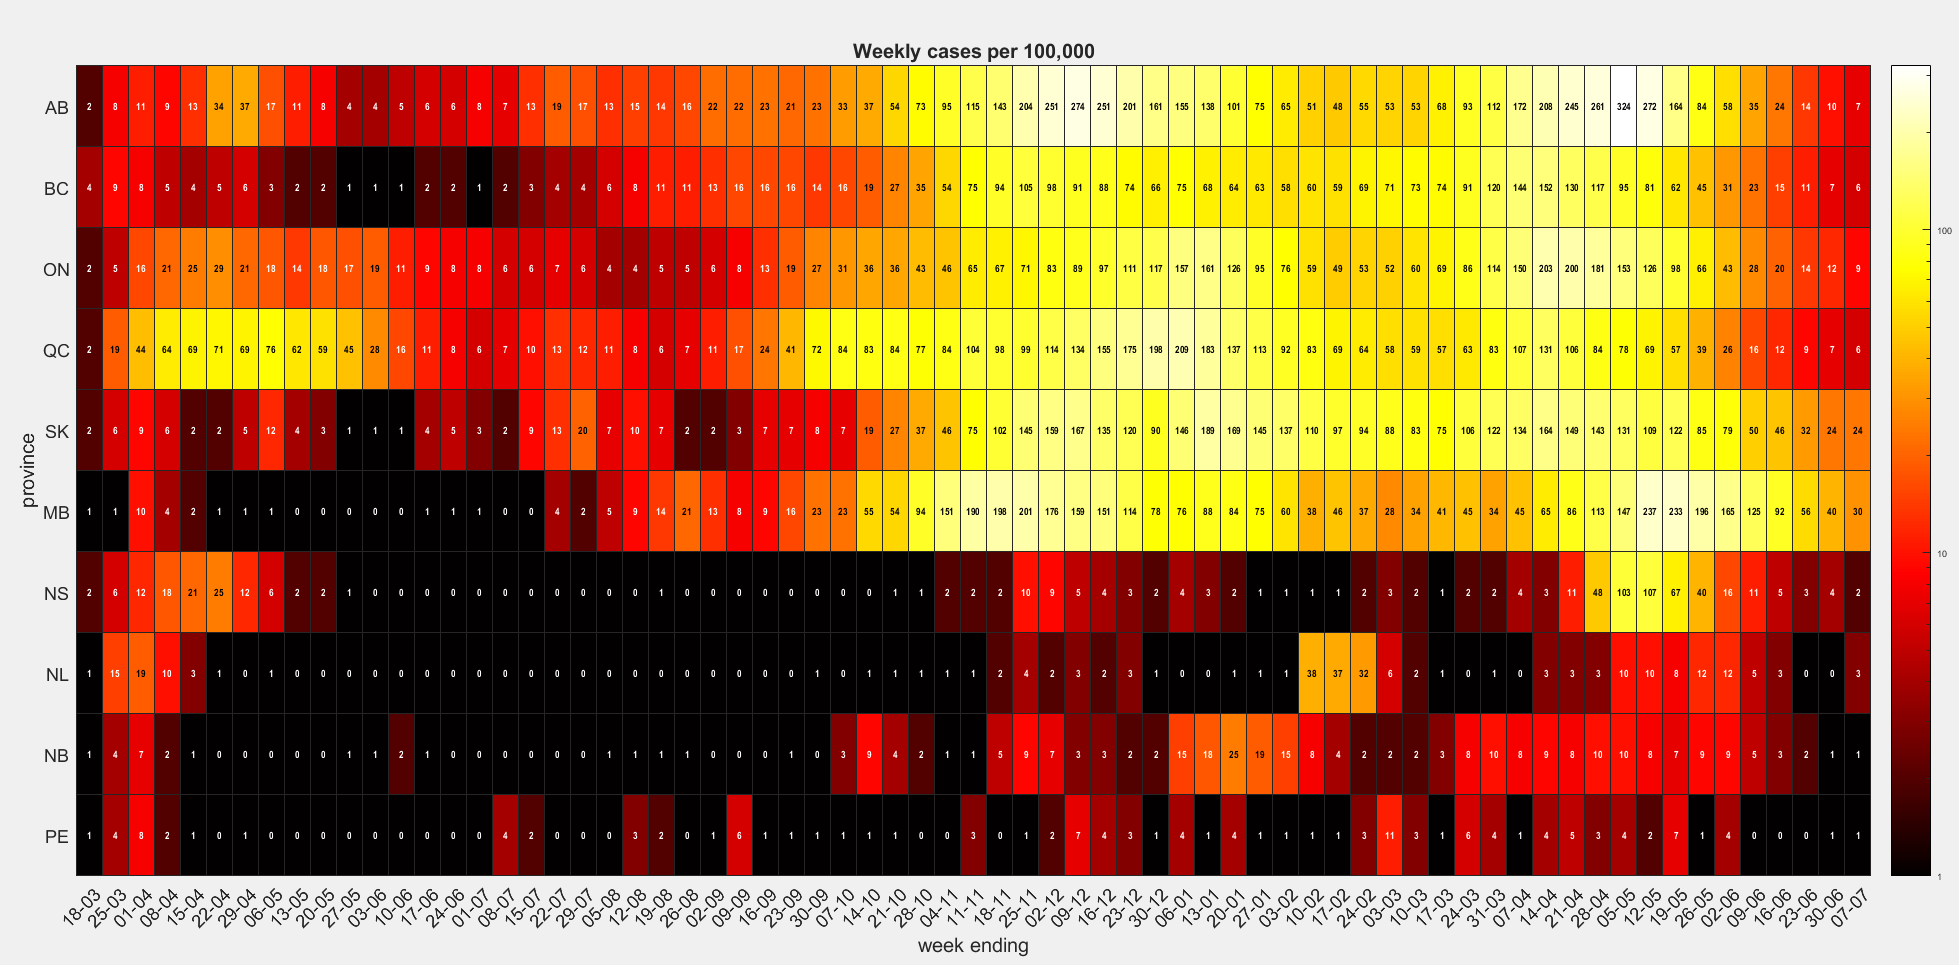 Weekly cases per 100,000
AB 2 8 11 9 13 34 37 17 11 8 4 4 5 6 6 8 7 13 19 17 13 15 14 16 22 22 23 21 23 33 37 54 73 95 115 143 204 251 274 251 201 161 155 138 101 75 65 51 48 55 53 53 68 93 112 172 208 245 261 324 272 164 84 58 35 24 14 10 7
BC 4 9 8 5 4 5 6 3 2 2 1 1 1 2 2 1 2 3 4 4 6 8 11 11 13 16 16 16 14 16 19 27 35 54 75 94 105 98 91 88 74 66 75 68 64 63 58 60 59 69 71 73 74 91 120 144 152 130 117 95 81 62 45 31 23 15 11 7 6
ON 2 5 16 21 25 29 21 18 14 18 17 19 11 9 8 8 6 6 7 6 4 4 5 5 6 8 13 19 27 31 36 36 43 46 65 67 71 83 89 97 111 117 157 161 126 95 76 59 49 53 52 60 69 86 114 150 203 200 181 153 126 98 66 43 28 20 14 12 9
QC 2 19 44 64 69 71 69 76 62 59 45 28 16 11 8 6 7 10 13 12 11 8 6 7 11 17 24 41 72 84 83 84 77 84 104 98 99 114 134 155 175 198 209 183 137 113 92 83 69 64 58 59 57 63 83 107 131 106 84 78 69 57 39 26 16 12 9 7 6
SK 2 6 9 6 2 2 5 12 4 3 1 1 1 4 5 3 2 9 13 20 7 10 7 2 2 3 7 7 8 7 19 27 37 46 75 102 145 159 167 135 120 90 146 189 169 145 137 110 97 94 88 83 75 106 122 134 164 149 143 131 109 122 85 79 50 46 32 24 24
province
MB 1 1 10 4 2 1 1 1 0 0 0 0 0 1 1 1 0 0 4 2 5 9 14 21 13 8 9 16 23 23 55 54 94 151 190 198 201 176 159 151 114 78 76 88 84 75 60 38 46 37 28 34 41 45 34 45 65 86 113 147 237 233 196 165 125 92 56 40 30
NS 2 6 12 18 21 25 12 6 2 2 1 0 0 0 0 0 0 0 0 0 0 0 1 0 0 1 0 0 0 0 0 1 1 2 2 2 10 9 5 4 3 2 4 3 2 1 1 1 1 2 3 2 1 2 2 4 3 11 48 103 107 67 40 16 11 5 3 4 2
NL 1 15 19 10 3 1 0 1 0 0 0 0 0 0 0 0 0 0 0 0 0 0 0 0 0 0 0 0 1 0 1 1 1 1 1 2 4 2 3 2 3 1 0 0 1 1 1 38 37 32 6 2 1 0 1 0 3 3 3 10 10 8 12 12 5 3 0 0 3
NB 1 4 7 2 1 0 0 0 0 0 1 1 2 1 0 0 0 0 0 0 1 1 1 1 0 0 0 1 0 3 9 4 2 1 1 5 9 7 3 3 2 2 15 18 25 19 15 8 4 2 2 2 3 8 10 8 9 8 10 10 8 7 9 9 5 3 2 1 1
PE 1 4 8 2 1 0 1 0 0 0 0 0 0 0 0 0 4 2 0 0 0 3 2 0 1 6 1 1 1 1 1 1 0 0 3 0 1 2 7 4 3 1 4 1 4 1 1 1 1 3 11 3 1 6 4 1 4 5 3 4 2 7 1 4 0 0 0 1 1
18-03 25-03 01-04 08-04 15-04 22-04 29-04 06-05 13-05 20-05 27-05 03-06 10-06 17-06 24-06 01-07 08-07 15-07 22-07 29-07 05-08 12-08 19-08 26-08 02-09 09-09 16-09 23-09 30-09 07-10 14-10 21-10 28-10 04-11 11-11 18-11 25-11 02-12 09-12 16-12 23-12 30-12 06-01 13-01 20-01 27-01 03-02 10-02 17-02 24-02 03-03 10-03 17-03 24-03 31-03 07-04 14-04 21-04 28-04 05-05 12-05 19-05 26-05 02-06 09-06 16-06 23-06 30-06 07-07
week ending
100
10
1